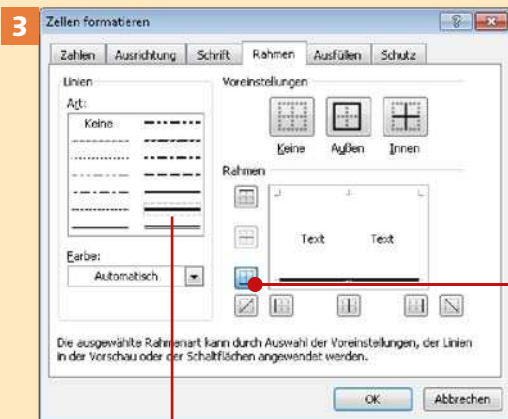 3
Zellen formatieren
Zahlen Ausrichtung Schrift Rahmen Ausfüllen Schutz
Linien
Art:
Keine
Farbe:
Automatisch
Voreinstellungen
Keine Außen Innen
Rahmen
Text Text
Die ausgewählte Rahmenart kann durch Auswahl der Voreinstellungen, der Linien
in der Vorschau oder der Schaltflächen angewendet werden.
OK Abbrechen